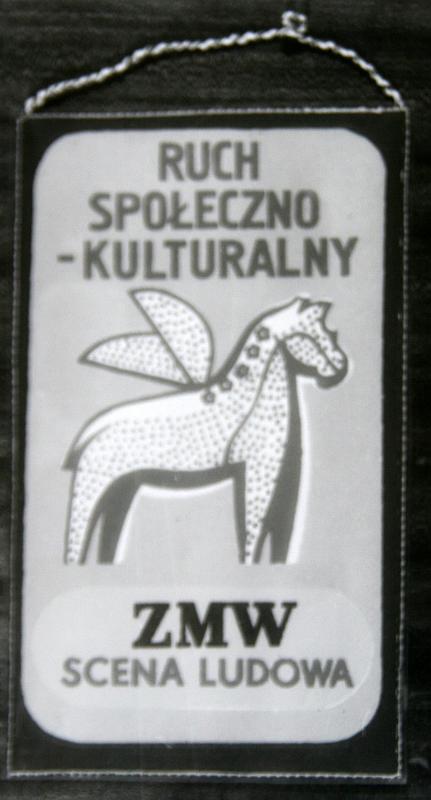 RUCH
SPOŁECZNO
-KULTURALNY
ZMW
SCENA LUDOWA